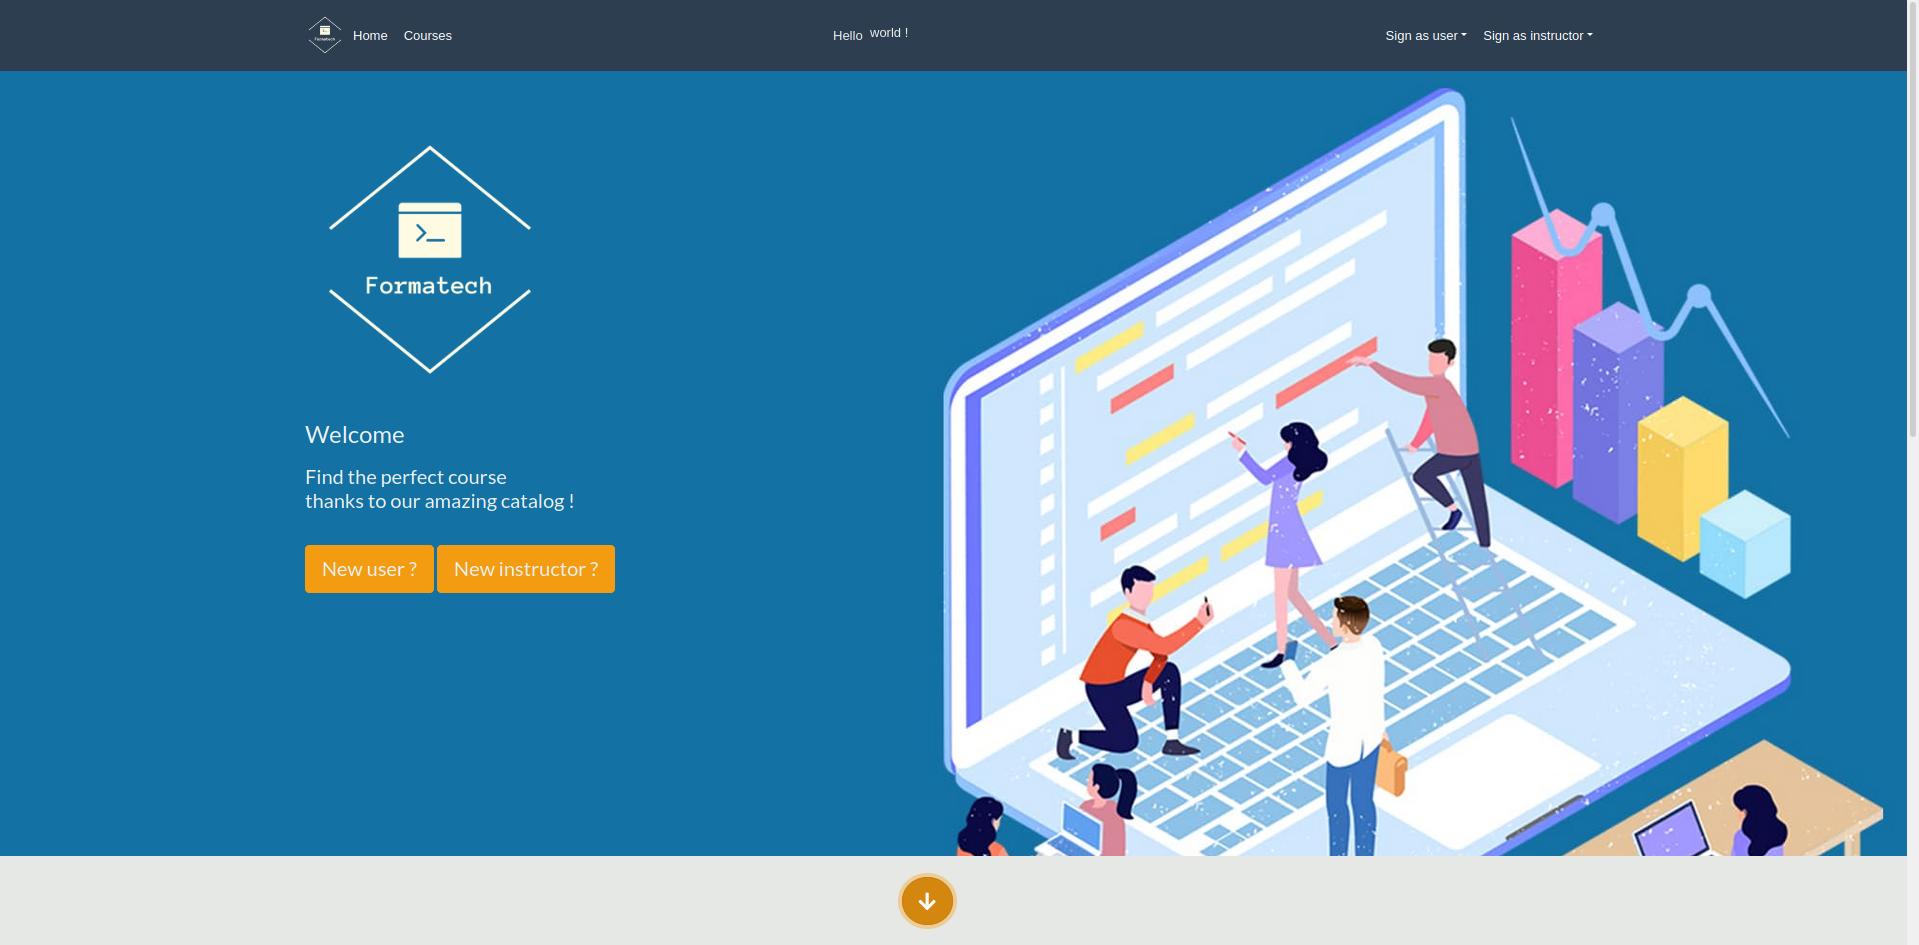 Formatech
Home
Courses
Hello world !
Sign as user
Sign as instructor
Formatech
Welcome
Find the perfect course
thanks to our amazing catalog !
New user ?
New instructor ?